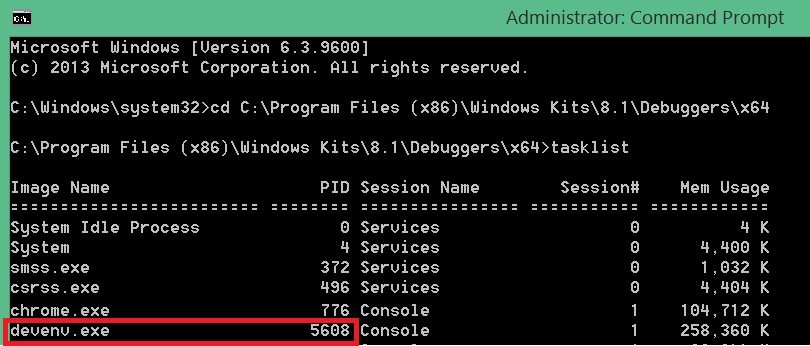 Administrator: Command Prompt
Microsoft Windows [Version 6.3.9600]
(c) 2013 Microsoft Corporation. All rights reserved.
C:\Windows\system32>cd C:\Program Files (x86)\Windows Kits\8.1\Debuggers\x64
C:\Program Files (x86)\Windows Kits\8.1\Debuggers\x64>tasklist
Image Name                     PID Session Name        Session#    Mem Usage
========================= ======== ================ =========== ============
System Idle Process              0 Services                   0          4 K
System                           4 Services                   0      4,400 K
smss.exe                       372 Services                   0      1,032 K
csrss.exe                      496 Services                   0      4,404 K
chrome.exe                     776 Console                    1    104,712 K
devenv.exe                    5608 Console                    1    258,360 K